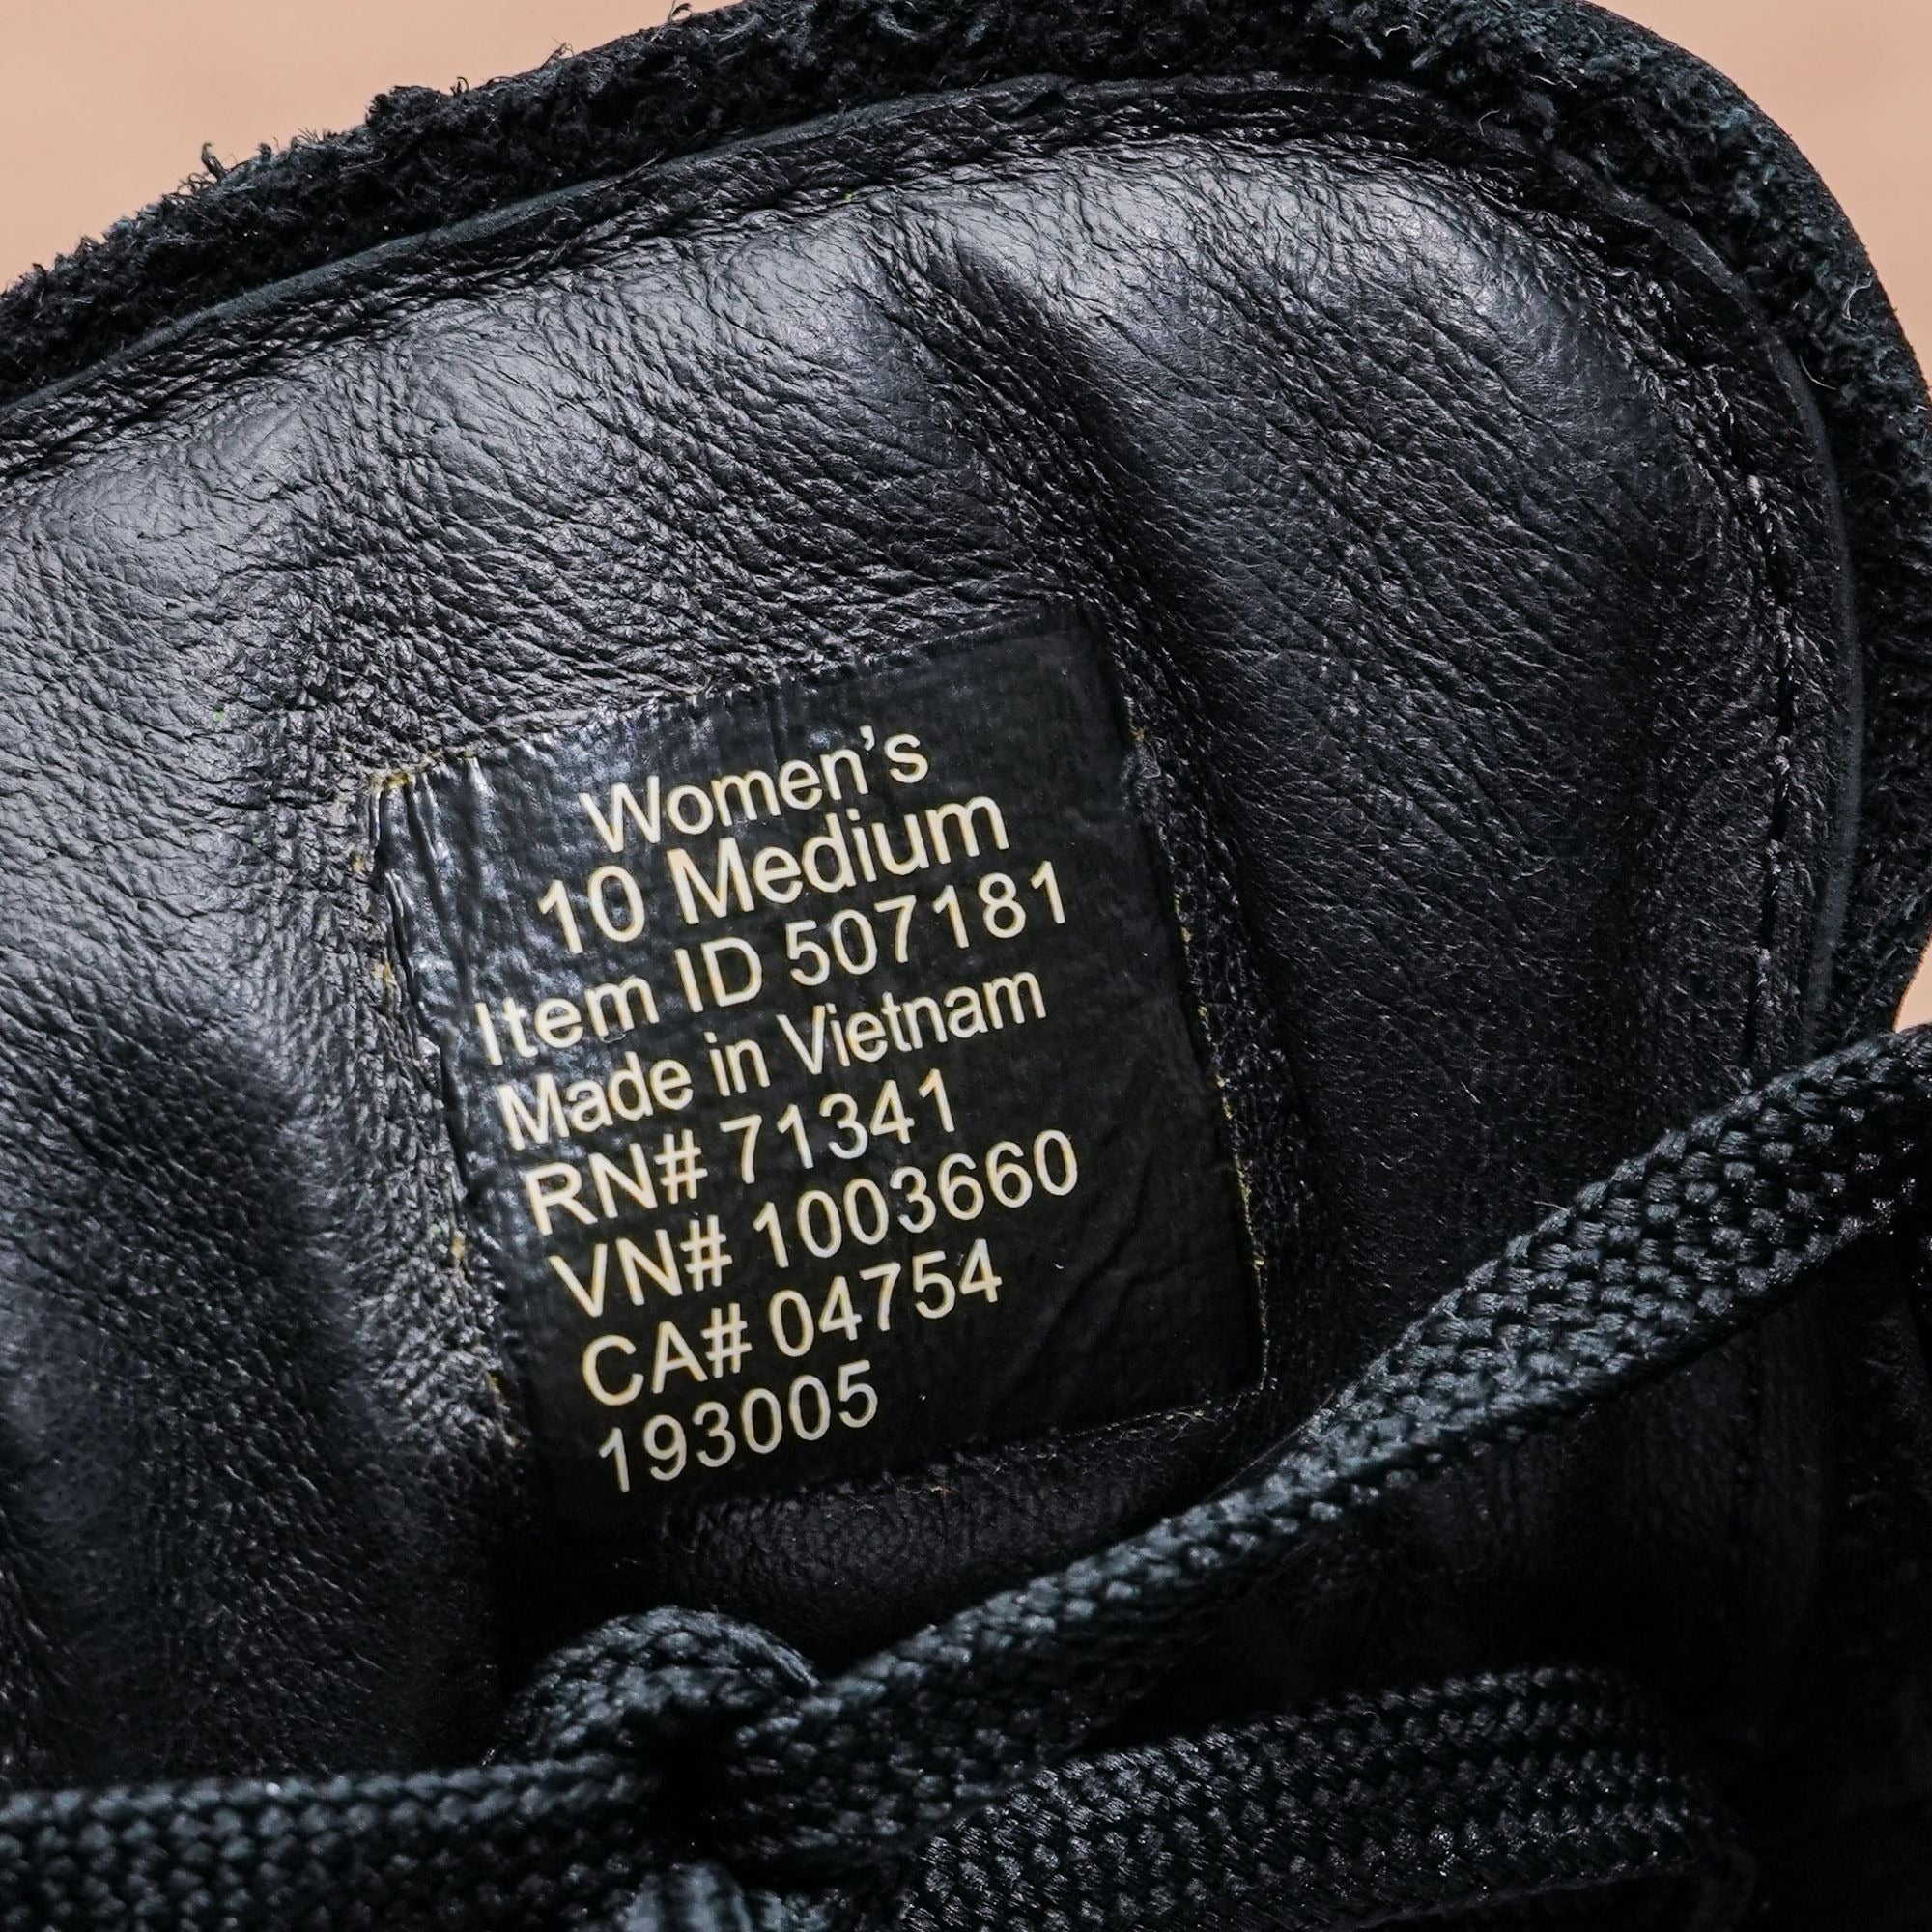 Women’s
10 Medium
Item ID 507181
Made in Vietnam
RN# 71341
VN# 1003660
CA# 04754
193005